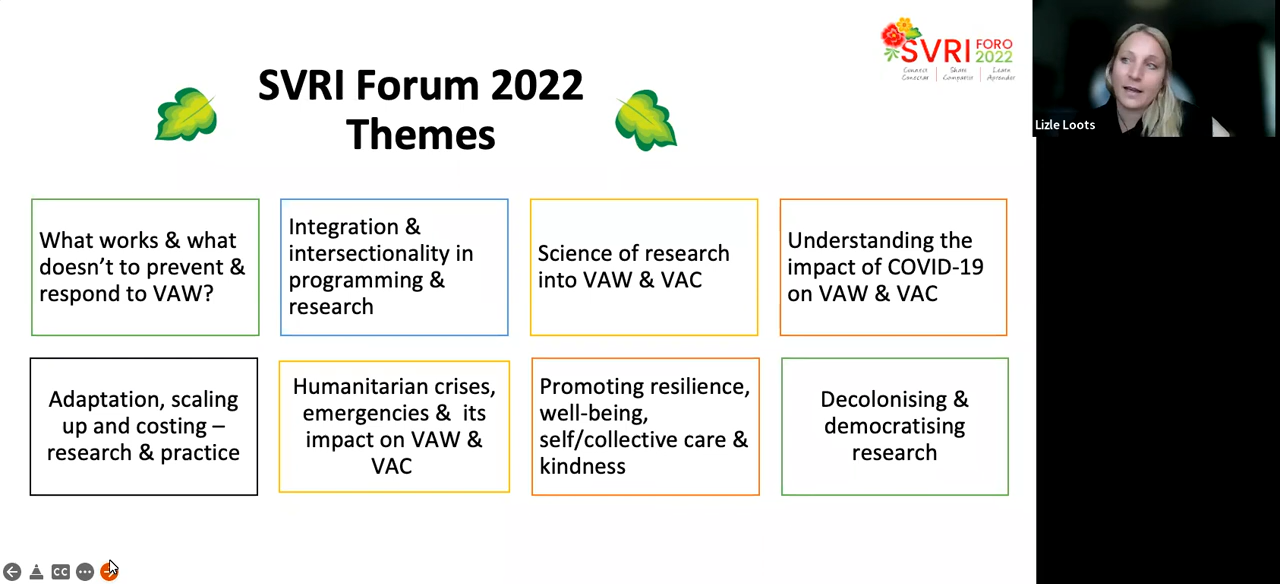 SVRI Forum 2022
Themes
SVRI FORO
2022
Connect Share Learn
Conectar Compartir Aprender
Lizle Loots
What works & what
doesn't to prevent &
respond to VAW?
Integration &
intersectionality in
programming &
research
Science of research
into VAW & VAC
Understanding the
impact of COVID-19
on VAW & VAC
Adaptation, scaling
up and costing –
research & practice
Humanitarian crises,
emergencies & its
impact on VAW &
VAC
Promoting resilience,
well-being,
self/collective care &
kindness
Decolonising &
democratising
research
CC